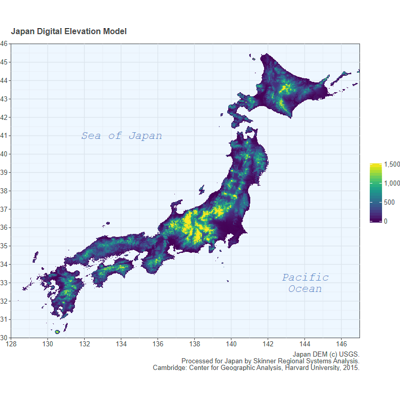 Japan Digital Elevation Model
46
45
44
43
42
41
40
39
38
37
36
35
34
33
32
31
30
Sea of Japan
Pacific
Ocean
1,500
1,000
500
0
128 130 132 134 136 138 140 142 144 146
Japan DEM (c) USGS.
Processed for Japan by Skinner Regional Systems Analysis.
Cambridge: Center for Geographic Analysis, Harvard University, 2015.